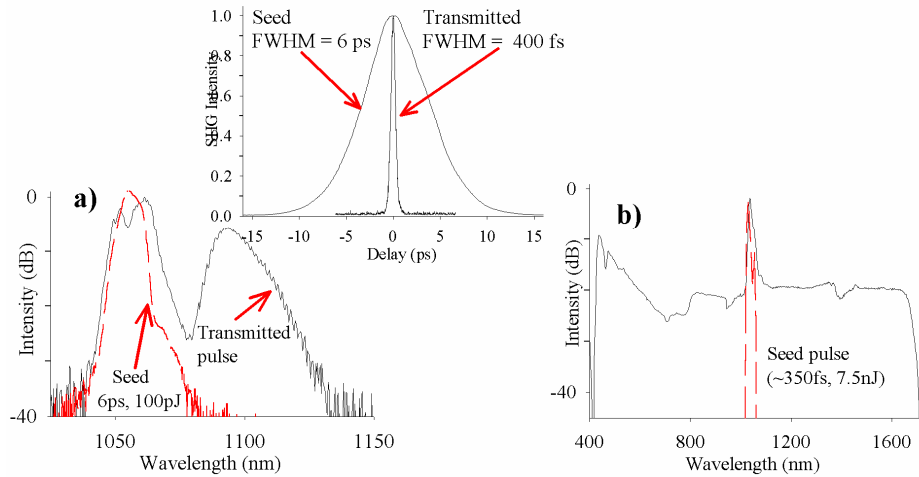 Seed
FWHM = 6 ps
Transmitted
FWHM = 400 fs
SHG Intensity
1.0
0.8
0.6
0.4
0.2
0.0
-15
-10
-5
0
5
10
15
Delay (ps)
a)
0
-40
Intensity (dB)
Seed
6ps, 100pJ
Transmitted
pulse
1050
1100
1150
Wavelength (nm)
b)
0
-40
Intensity (dB)
Seed pulse
(~350fs, 7.5nJ)
400
800
1200
1600
Wavelength (nm)